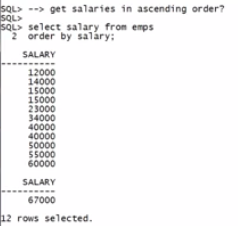 SQL> --> get salaries in ascending order?
SQL>
SQL> select salary from emps
  2  order by salary;

    SALARY
----------
     12000
     14000
     15000
     15000
     23000
     34000
     40000
     40000
     50000
     55000
     60000

    SALARY
----------
     67000

12 rows selected.